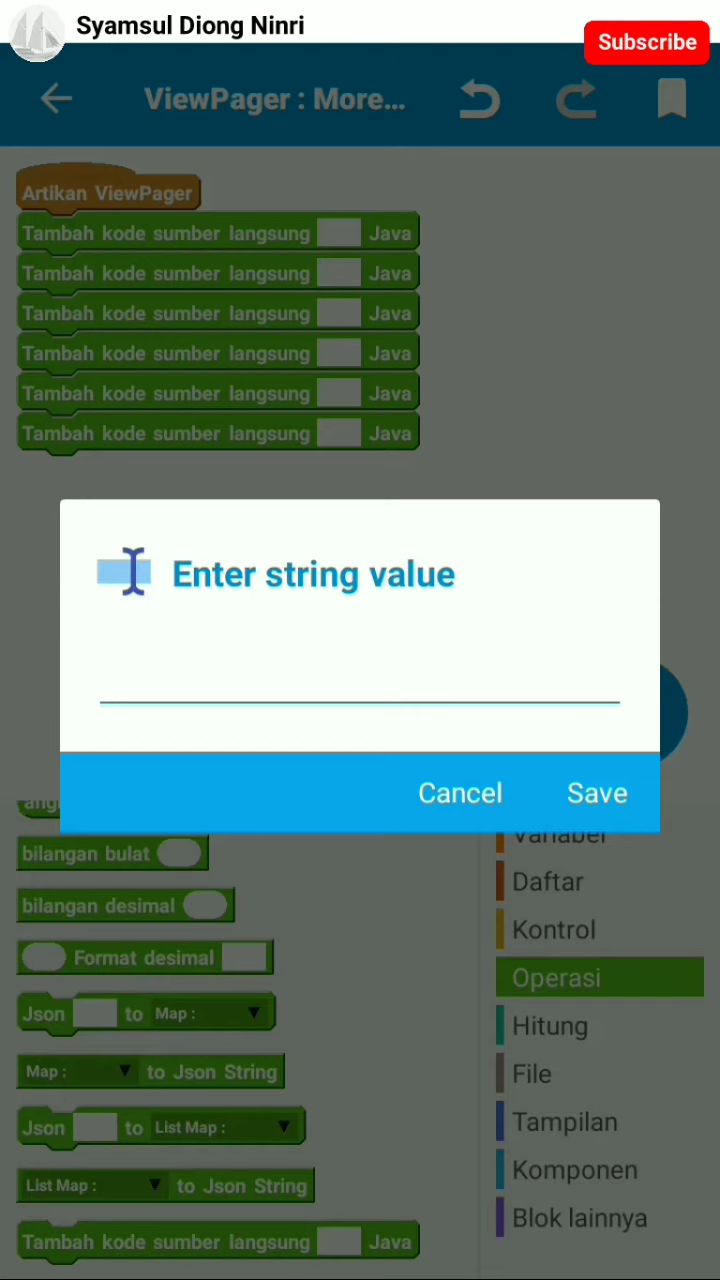 Syamsul Diong Ninri
Subscribe
ViewPager : More...
Artikan ViewPager
Tambah kode sumber langsung Java
Tambah kode sumber langsung Java
Tambah kode sumber langsung Java
Tambah kode sumber langsung Java
Tambah kode sumber langsung Java
Tambah kode sumber langsung Java
Enter string value
Cancel Save
bilangan bulat
bilangan desimal
Format desimal
Json to Map :
Map : to Json String
Json to List Map :
List Map : to Json String
Tambah kode sumber langsung Java
Variabel
Daftar
Kontrol
Operasi
Hitung
File
Tampilan
Komponen
Blok lainnya